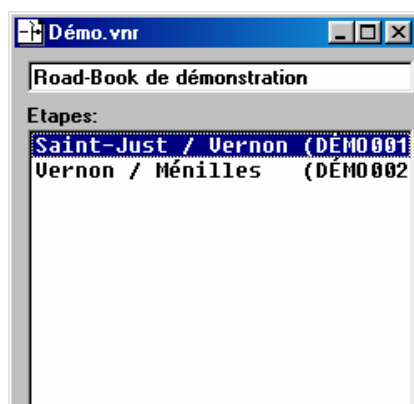 Démo.vnr
Road-Book de démonstration
Etapes:
Saint-Just / Vernon (DÉMO001
Vernon / Ménilles (DÉMO002